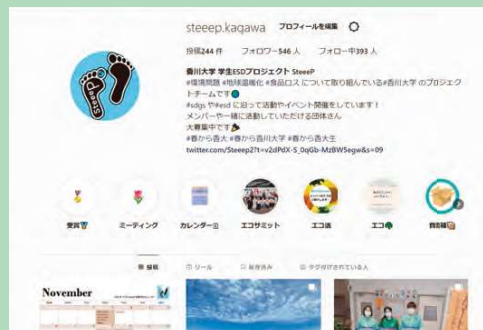 steeep.kagawa プロフィールを編集
投稿244 件 フォロワー546 人 フォロー中393 人
香川大学 学生ESDプロジェクト SteeeP
#環境問題 #地球温暖化 #食品ロス について取り組んでいる#香川大学 のプロジェク
トチームです
#sdgs や#esd に沿って活動やイベント開催をしています！
メンバーや一緒に活動していただける団体さん
大募集中です
#春から香大 #春から香川大学 #春から香大生
twitter.com/Steeep2?t=v2dPdX-S_0qGb-MzBW5egw&s=09
SteeeP
受賞 ミーティング カレンダー エコサミット エコ活 エコ
投稿 リール 保存済み タグ付けされている人
November